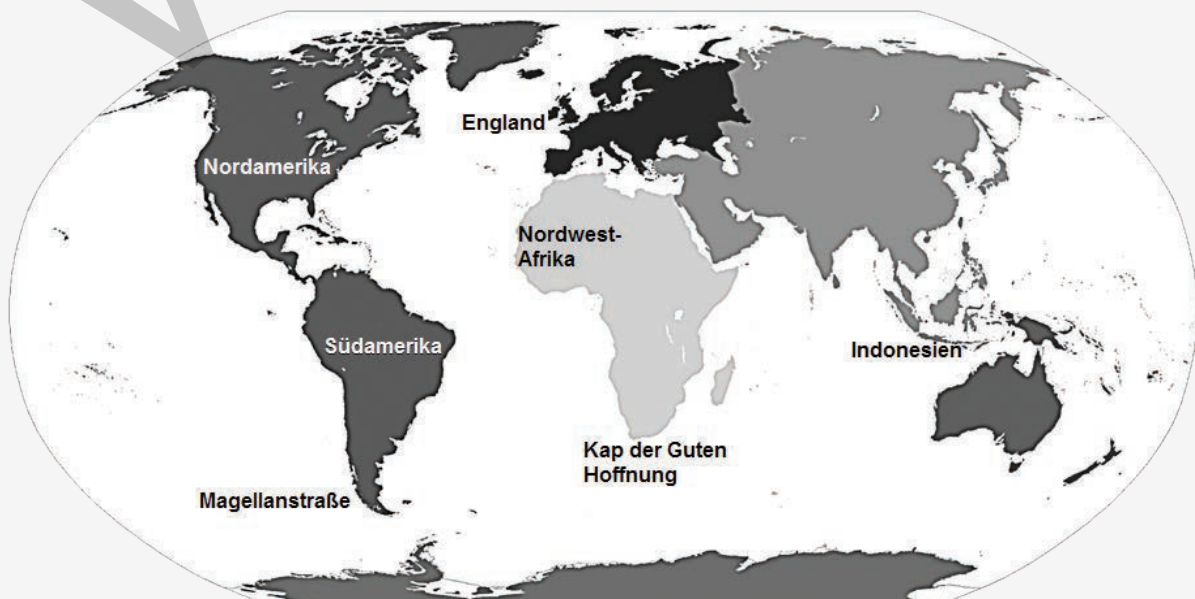 England
Nordamerika
Nordwest-
Afrika
Südamerika
Indonesien
Kap der Guten
Hoffnung
Magellanstraße